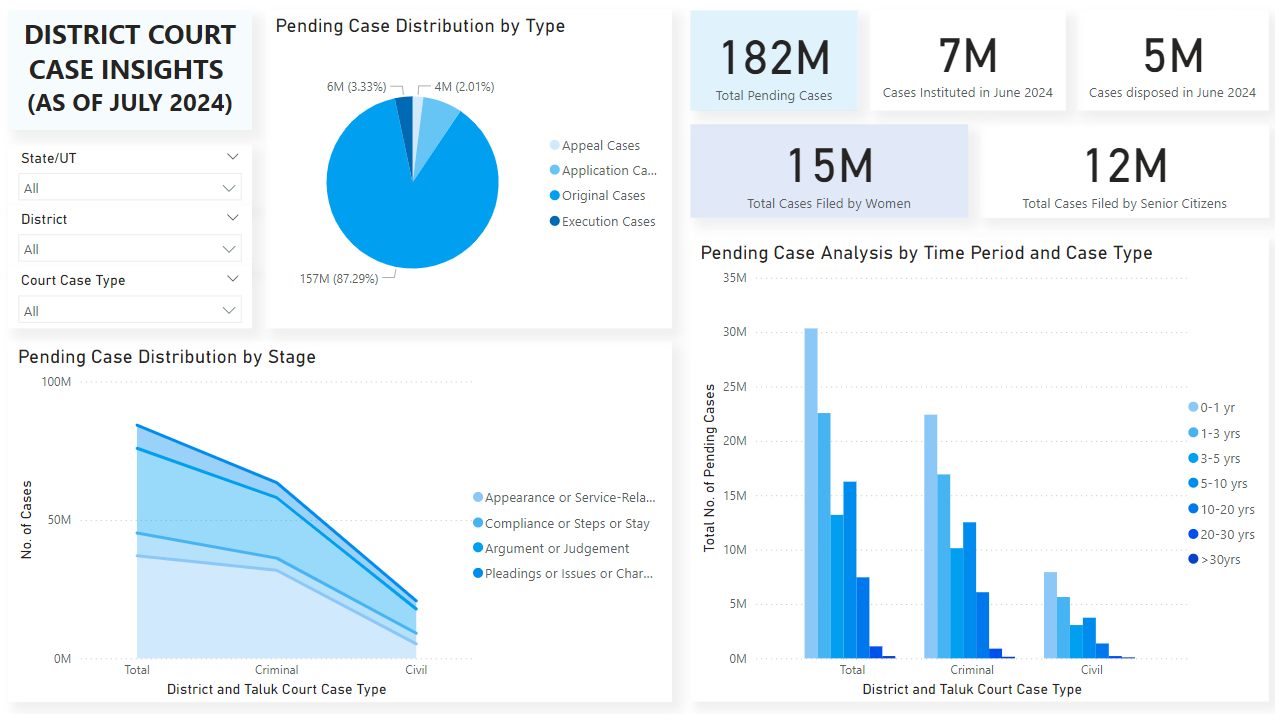 DISTRICT COURT
CASE INSIGHTS
(AS OF JULY 2024)
State/UT
All
District
All
Court Case Type
All
Pending Case Distribution by Type
6M (3.33%)
4M (2.01%)
157M (87.29%)
Appeal Cases
Application Ca...
Original Cases
Execution Cases
182M
Total Pending Cases
7M
Cases Instituted in June 2024
5M
Cases disposed in June 2024
15M
Total Cases Filed by Women
12M
Total Cases Filed by Senior Citizens
Pending Case Distribution by Stage
No. of Cases
100M
50M
0M
Total
Criminal
Civil
District and Taluk Court Case Type
Appearance or Service-Rela...
Compliance or Steps or Stay
Argument or Judgement
Pleadings or Issues or Char...
Pending Case Analysis by Time Period and Case Type
Total No. of Pending Cases
35M
30M
25M
20M
15M
10M
5M
0M
Total
Criminal
Civil
District and Taluk Court Case Type
0-1 yr
1-3 yrs
3-5 yrs
5-10 yrs
10-20 yrs
20-30 yrs
>30yrs